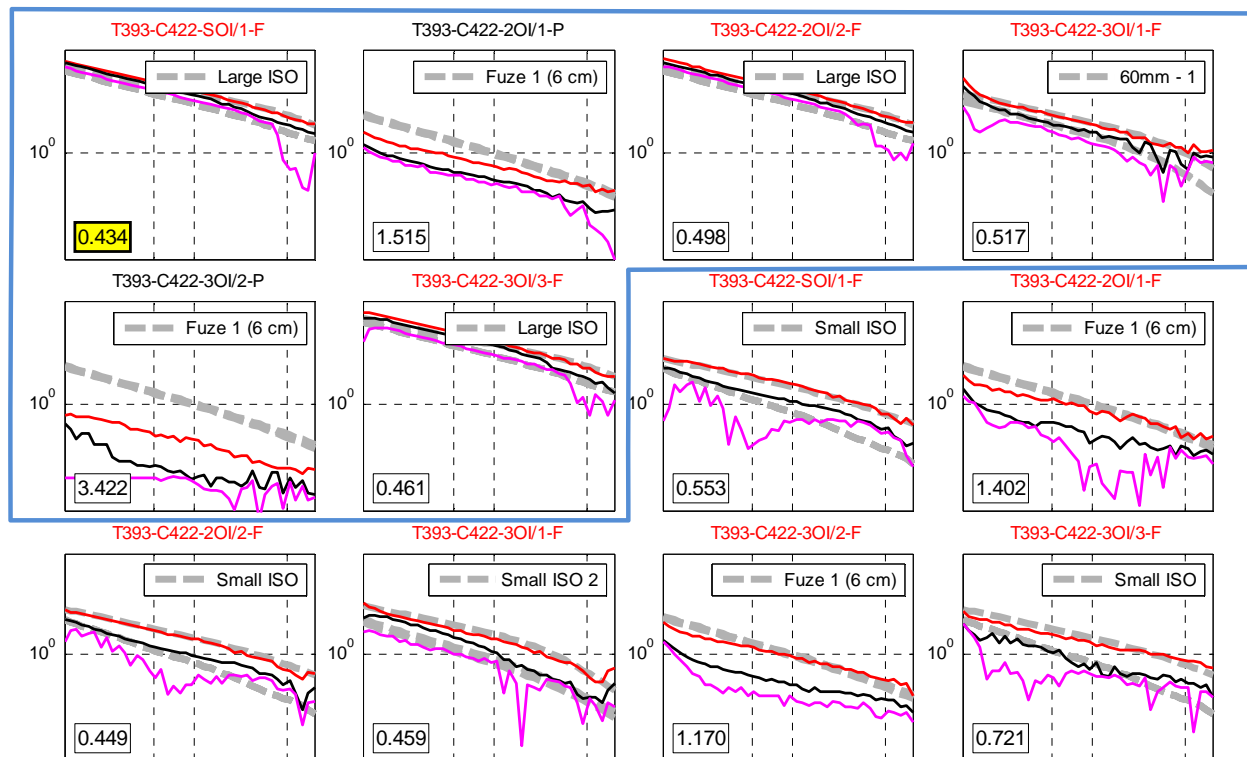 T393-C422-SOI/1-F
T393-C422-2OI/1-P
T393-C422-2OI/2-F
T393-C422-3OI/1-F
Large ISO
Fuze 1 (6 cm)
Large ISO
60mm - 1
10⁰
10⁰
10⁰
10⁰
0.434
1.515
0.498
0.517
T393-C422-3OI/2-P
T393-C422-3OI/3-F
T393-C422-SOI/1-F
T393-C422-2OI/1-F
Fuze 1 (6 cm)
Large ISO
Small ISO
Fuze 1 (6 cm)
10⁰
10⁰
10⁰
10⁰
3.422
0.461
0.553
1.402
T393-C422-2OI/2-F
T393-C422-3OI/1-F
T393-C422-3OI/2-F
T393-C422-3OI/3-F
Small ISO
Small ISO 2
Fuze 1 (6 cm)
Small ISO
10⁰
10⁰
10⁰
10⁰
0.449
0.459
1.170
0.721